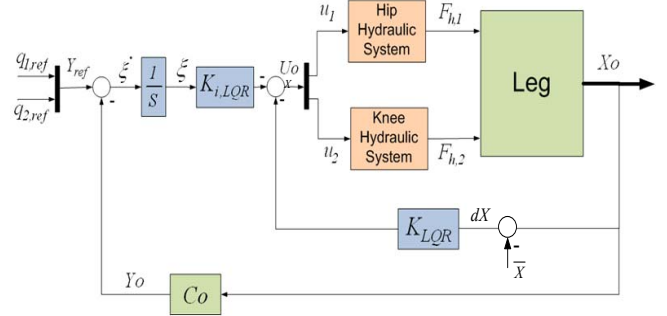 q1,ref
q2,ref
Yref
-
ξ̇
1
S
ξ
Ki,LQR
-
-
Uo
x
u1
u2
Hip
Hydraulic
System
Knee
Hydraulic
System
Fh,1
Fh,2
Leg
Xo
KLQR
dX
-
X̅
Yo
Co